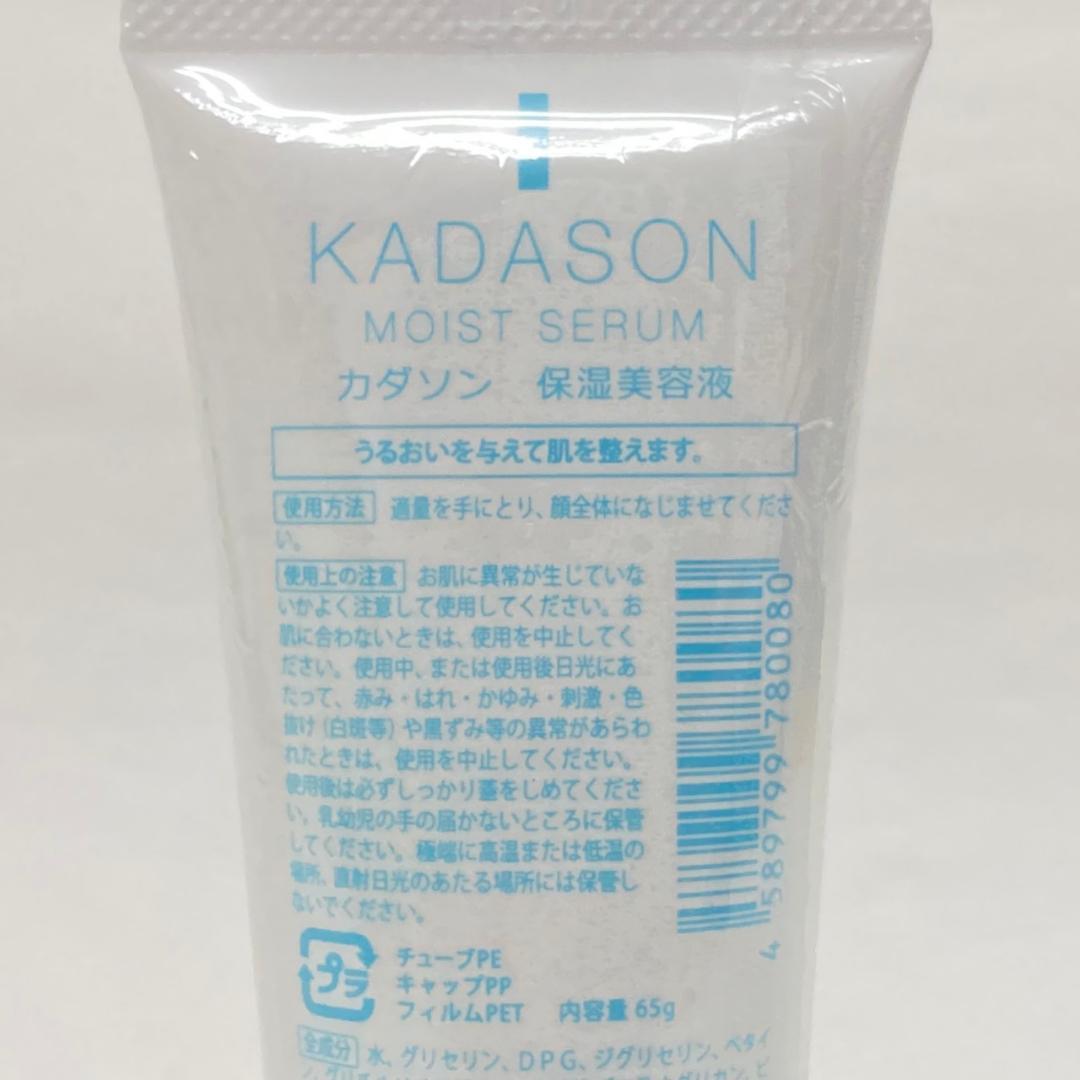 KADASON
MOIST SERUM
カダソン 保湿美容液
うるおいを与えて肌を整えます。
使用方法 適量を手にとり、顔全体になじませてくださ
い。
使用上の注意 お肌に異常が生じていな
いかよく注意して使用してください。お
肌に合わないときは、使用を中止してく
ださい。使用中、または使用後日光にあ
たって、赤み・はれ・かゆみ・刺激・色
抜け(白斑等)や黒ずみ等の異常があらわ
れたときは、使用を中止してください。
使用後は必ずしっかり蓋をしめてくださ
い。乳幼児の手の届かないところに保管
してください。極端に高温または低温の
場所、直射日光のあたる場所には保管し
ないでください。
4 589799 780080
プラ
チューブPE
キャップPP
フィルムPET 内容量 65g
全成分 水、グリセリン、DPG、ジグリセリン、ベタイ